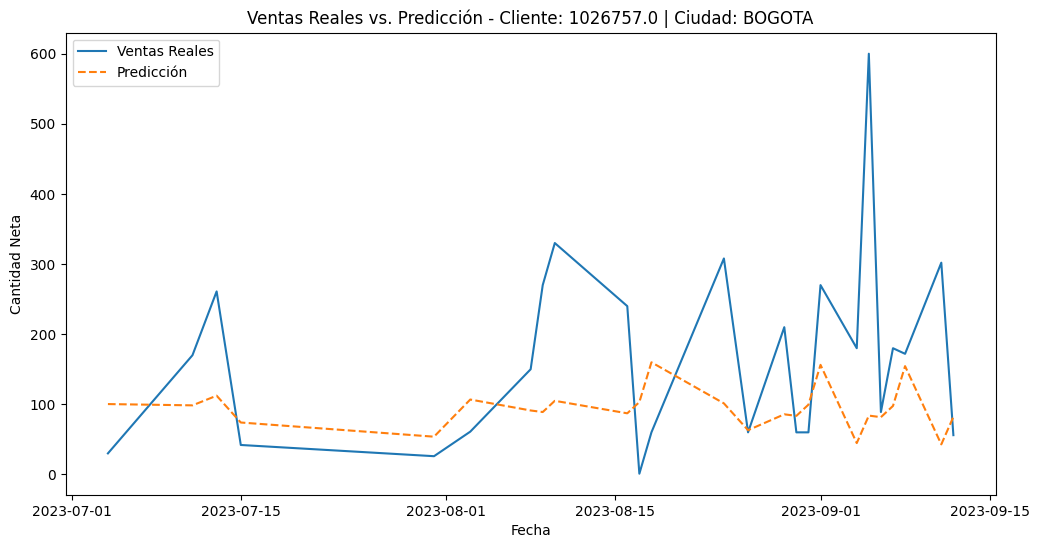 Ventas Reales vs. Predicción - Cliente: 1026757.0 | Ciudad: BOGOTA
Ventas Reales
Predicción
Cantidad Neta
600
500
400
300
200
100
0
2023-07-01
2023-07-15
2023-08-01
2023-08-15
2023-09-01
2023-09-15
Fecha